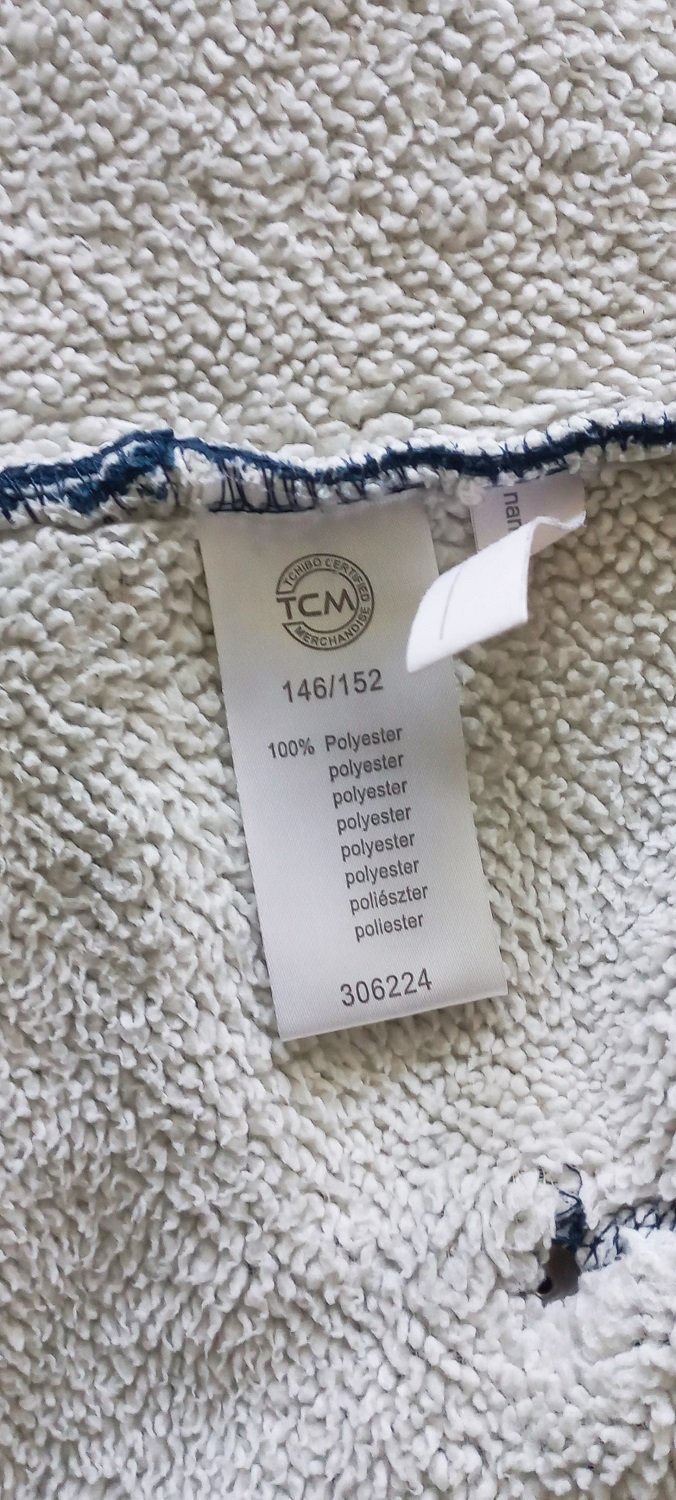 TCHIBO CERTIFIED
TCM
MERCHANDISE
146/152
100% Polyester
polyester
polyester
polyester
polyester
polyester
poliészter
poliester
306224